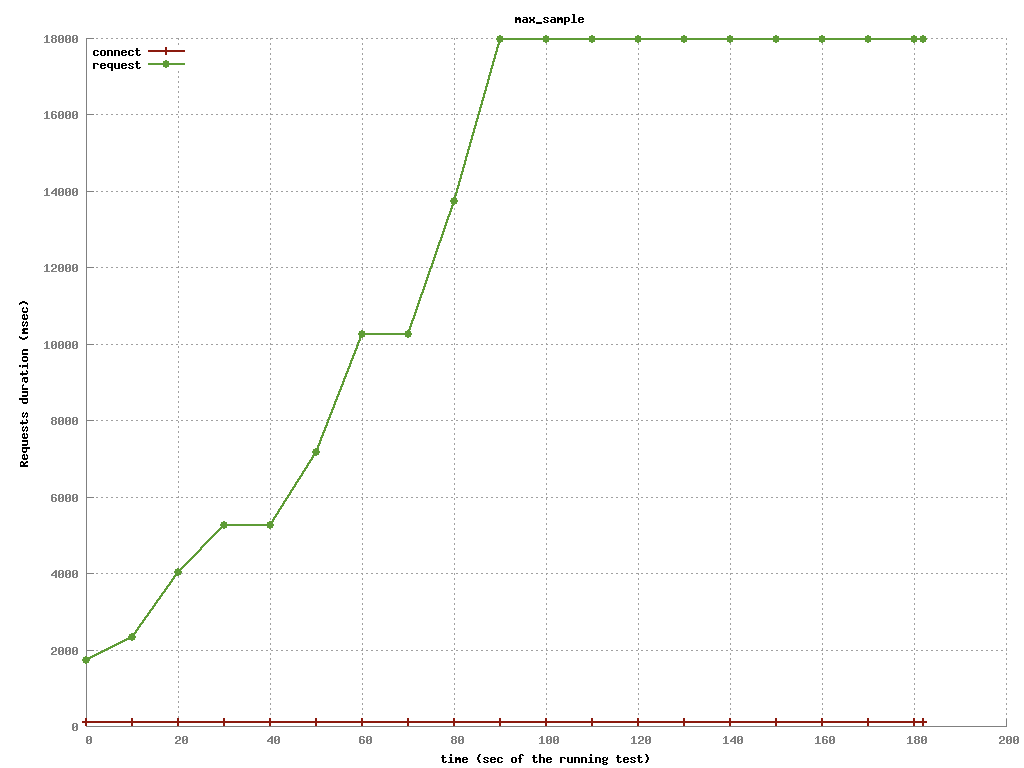 max_sample
connect
request
18000
16000
14000
12000
10000
8000
6000
4000
2000
0
Requests duration (msec)
0 20 40 60 80 100 120 140 160 180 200
time (sec of the running test)